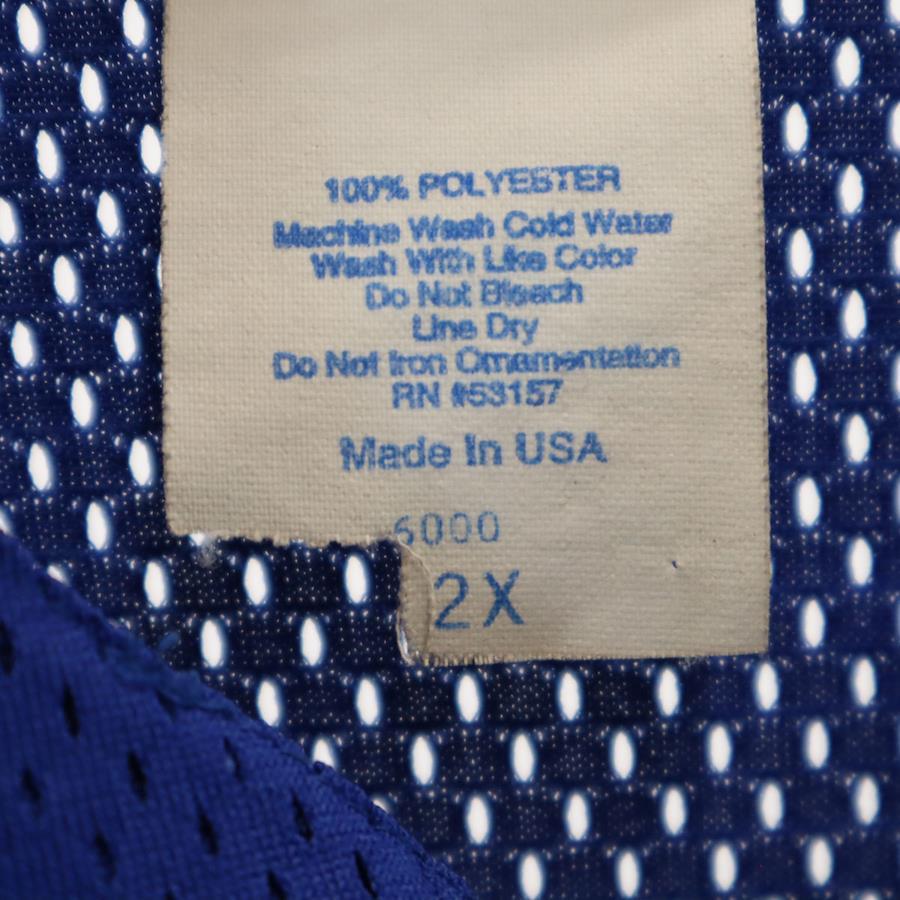 100% POLYESTER
Machine Wash Cold Water
Wash With Like Color
Do Not Bleach
Line Dry
Do Not Iron Ornamentation
RN #53157
Made In USA
6000
2X